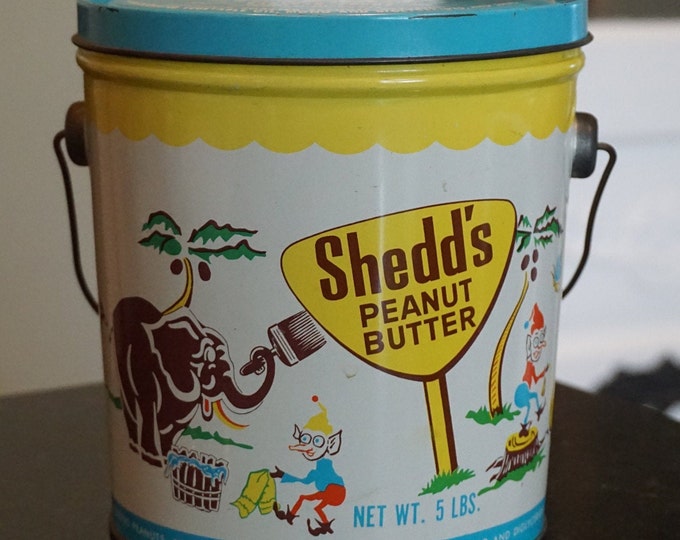 Shedd's
PEANUT
BUTTER
NET WT. 5 LBS.